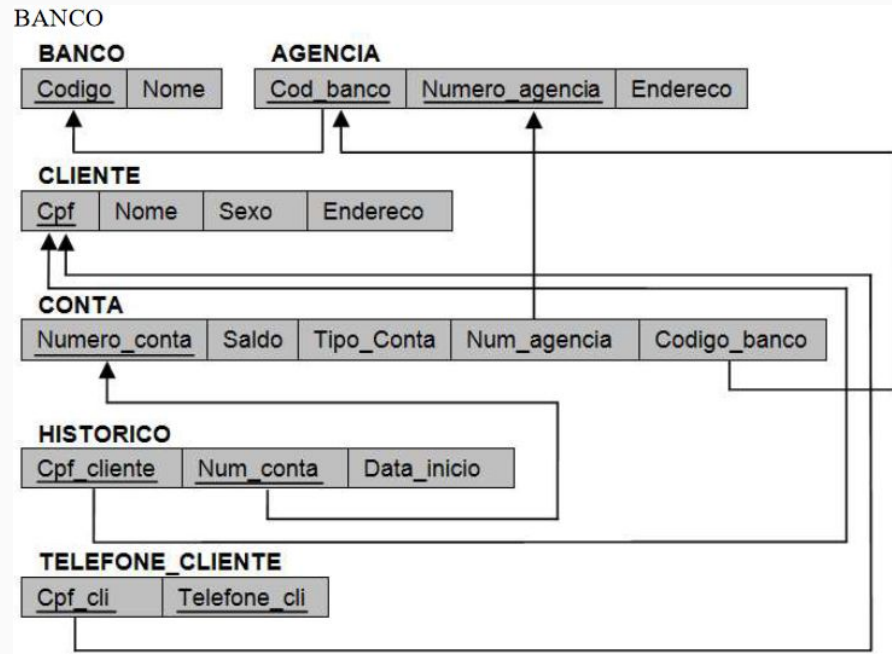 BANCO
BANCO AGENCIA
Codigo Nome Cod_banco Numero_agencia Endereco
CLIENTE
Cpf Nome Sexo Endereco
CONTA
Numero_conta Saldo Tipo_Conta Num_agencia Codigo_banco
HISTORICO
Cpf_cliente Num_conta Data_inicio
TELEFONE_CLIENTE
Cpf_cli Telefone_cli